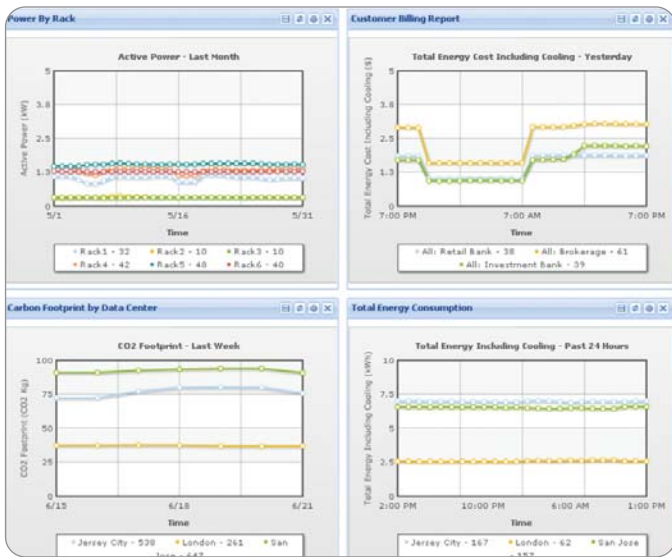 Power By Rack
Active Power - Last Month
Active Power (kW)
5
3.8
2.5
1.3
0
5/1 5/16 5/31
Time
Rack1 - 32 Rack2 - 10 Rack3 - 10
Rack4 - 42 Rack5 - 48 Rack6 - 40
Customer Billing Report
Total Energy Cost Including Cooling - Yesterday
Total Energy Cost Including Cooling ($)
5
3.8
2.5
1.3
0
7:00 PM 7:00 AM 7:00 PM
Time
All: Retail Bank - 38 All: Brokerage - 61
All: Investment Bank - 39
Carbon Footprint by Data Center
CO2 Footprint - Last Week
CO2 Footprint (CO2 Kg)
100
75
50
25
0
6/15 6/18 6/21
Time
Jersey City - 538 London - 261 San
Jose - 647
Total Energy Consumption
Total Energy Including Cooling - Past 24 Hours
Total Energy Including Cooling (kWh)
10
7.5
5
2.5
0
2:00 PM 10:00 PM 6:00 AM 1:00 PM
Time
Jersey City - 167 London - 62 San Jose
- 157